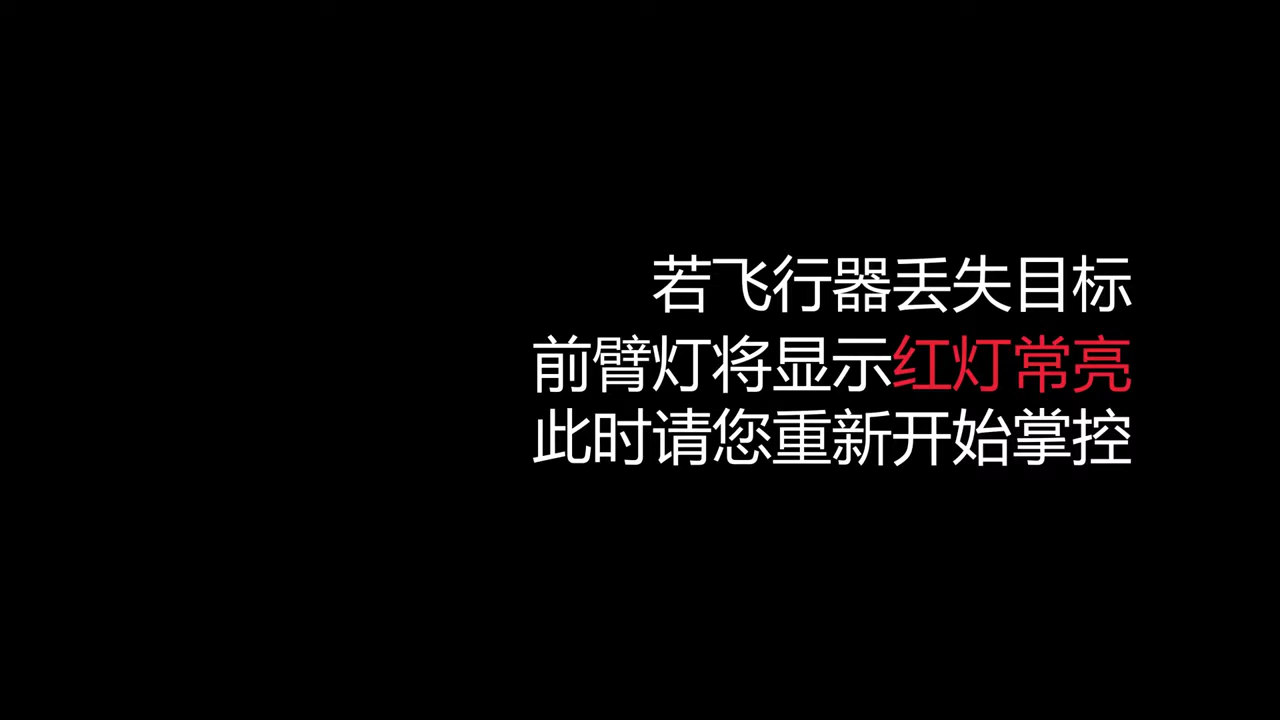 若飞行器丢失目标
前臂灯将显示红灯常亮
此时请您重新开始掌控